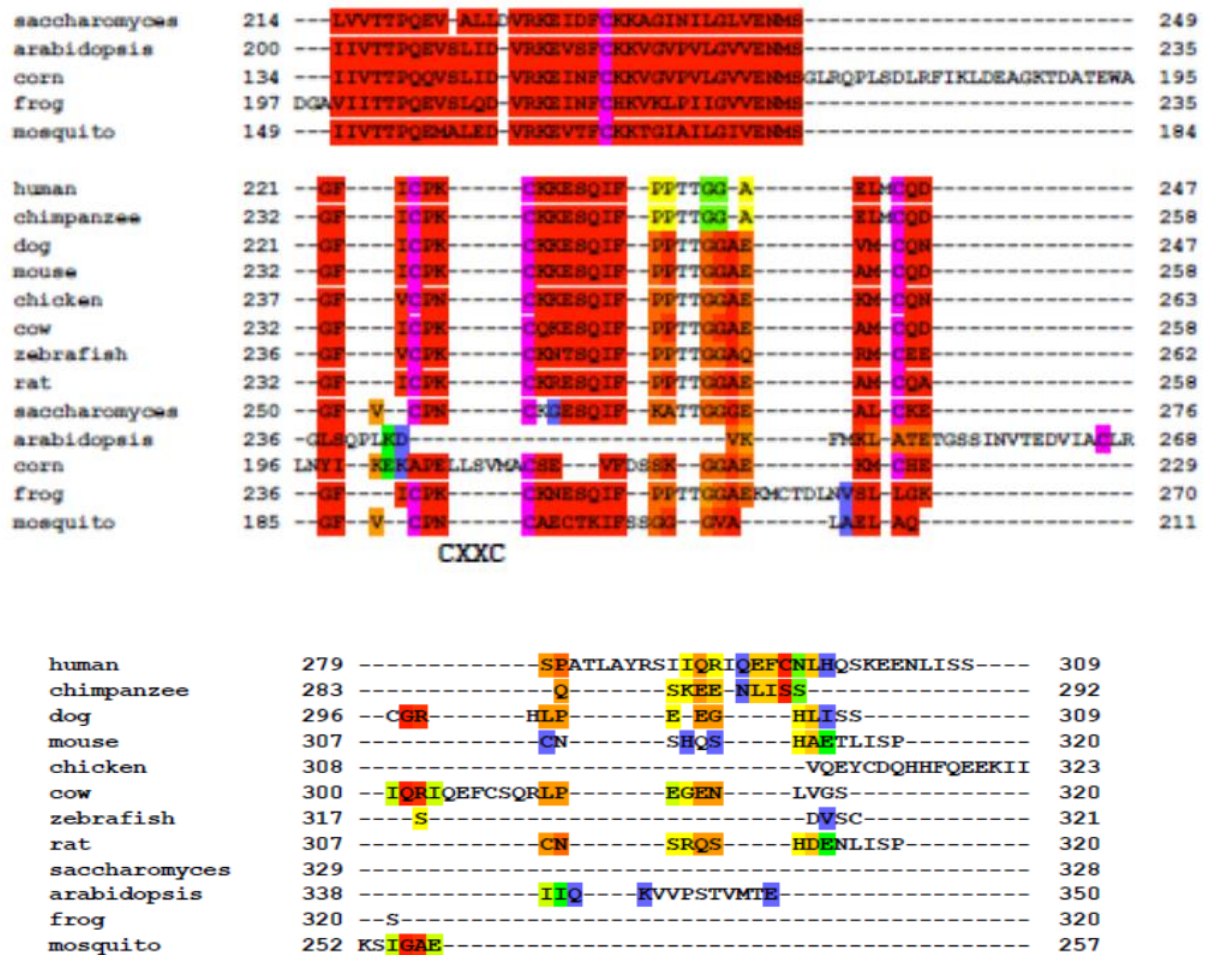 saccharomyces 214 ---LVVTTPQEV-ALLDVRKEIDFCKKAGINILGLVENMS------------------------- 249
arabidopsis 200 ---IIVTTPQEVSLID-VRKEVSFCKKVGVPVLGVVENMS------------------------- 235
corn 134 ---IIVTTPQQVSLID-VRKEINFCKKVGVPVLGVVENMSGLRQPLSDLRFIKLDEAGKTDATEWA 195
frog 197 DGAVIITTPQEVSLQD-VRKEINFCHKVKLPIIGVVENMS------------------------- 235
mosquito 149 ---IIVTTPQEMALED-VRKEVTFCKKTGIAILGIVENMS------------------------- 184
human 221 --GF----ICPK------CKKESQIF--PPTTGG-A--------ELMCQD---------------- 247
chimpanzee 232 --GF----ICPK------CKKESQIF--PPTTGG-A--------ELMCQD---------------- 258
dog 221 --GF----ICPK------CKKESQIF--PPTTGGAE--------VM-CQN---------------- 247
mouse 232 --GF----ICPK------CKKESQIF--PPTTGGAE--------AM-CQD---------------- 258
chicken 237 --GF----VCPN------CKKESQIF--PPTTGGAE--------KM-CQN---------------- 263
cow 232 --GF----ICPK------CQKESQIF--PPTTGGAE--------AM-CQD---------------- 258
zebrafish 236 --GF----VCPK------CKNTSQIF--PPTTGGAQ--------RM-CEE---------------- 262
rat 232 --GF----ICPK------CKRESQIF--PPTTGGAE--------AM-CQA---------------- 258
saccharomyces 250 --GF--V--CPN------CKGESQIF--KATTGGGE--------AL-CKE---------------- 276
arabidopsis 236 -GLSQPLKD------------------------VK------FMKL-ATETGSSINVTEDVIACLR 268
corn 196 LNYI--KEKAPELLSVMACSE---VFDSSK--GGAE--------KM-CHE---------------- 229
frog 236 --GF----ICPK------CKNESQIF--PPTTGGAEKMCTDLNVSL-LGK---------------- 270
mosquito 185 --GF--V--CPN------CAECTKIFSSGG--GVA-------LAEL-AQ---------------- 211
CXXC
human 279 -------------SPATLAYRSIIQRIQEFCNLHQSKEENLISS---- 309
chimpanzee 283 --------------Q-------SKEE-NLISS---------------- 292
dog 296 --CGR-------HLP-------E-EG-----HLISS------------ 309
mouse 307 -------------CN-------SHQS-----HAETLISP--------- 320
chicken 308 --------------------------------VQEYCDQHHFQEEKII 323
cow 300 --IQRIQEFCSQRLP-------EGEN-----LVGS------------- 320
zebrafish 317 ----S---------------------------DVSC------------ 321
rat 307 -------------CN-------SRQS-----HDENLISP--------- 320
saccharomyces 329 ------------------------------------------------ 328
arabidopsis 338 -------------IIQ----KVVPSTVMTE------------------ 350
frog 320 --S--------------------------------------------- 320
mosquito 252 KSIGAE------------------------------------------ 257